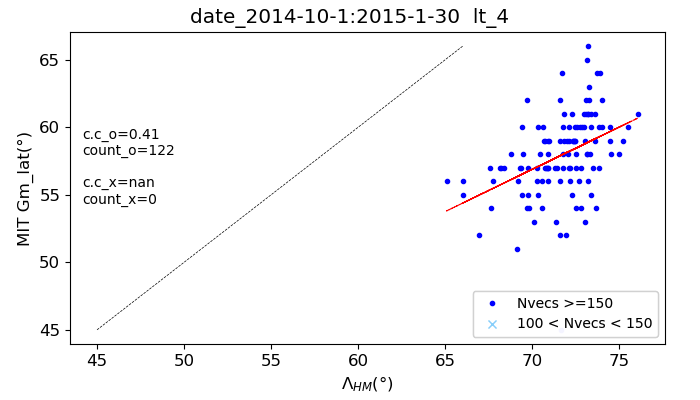 date_2014-10-1:2015-1-30  lt_4
65
60
55
50
45
MIT Gm_lat(°)
c.c_o=0.41
count_o=122
c.c_x=nan
count_x=0
Nvecs >=150
100 < Nvecs < 150
45 50 55 60 65 70 75
Λ_HM(°)